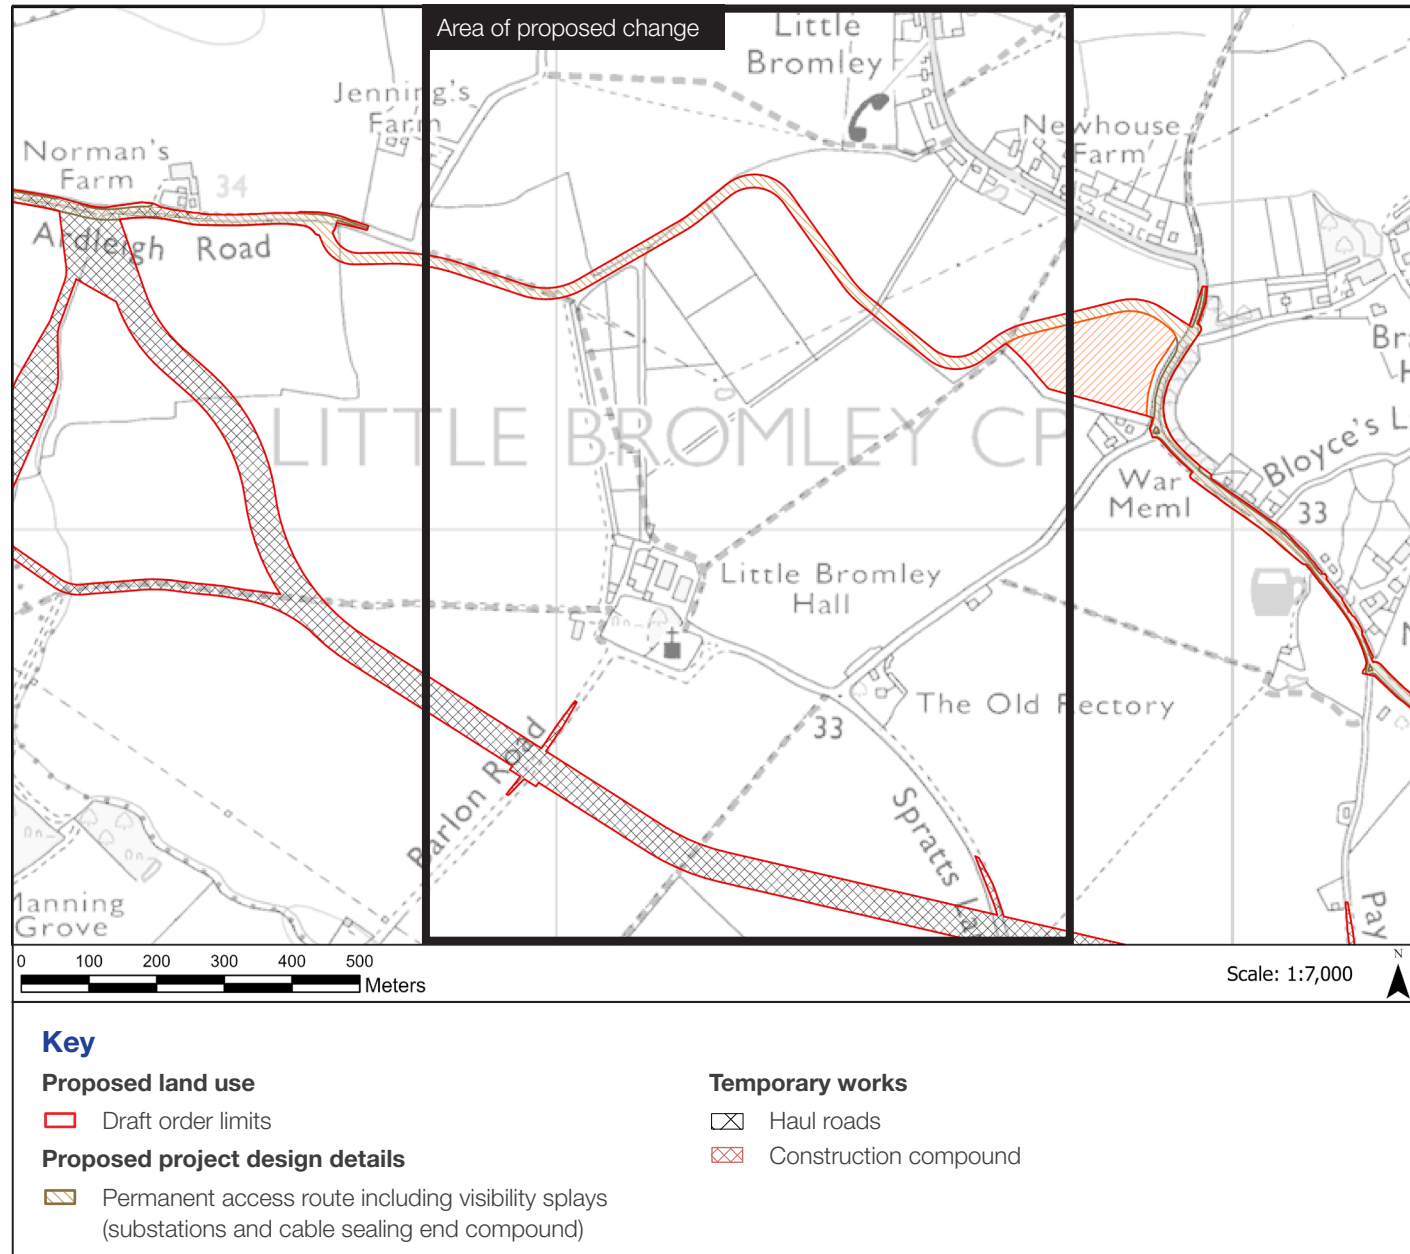 Area of proposed change
Little
Bromley
Jenning's
Farm
Newhouse
Farm
Norman's
Farm
34
Ardleigh Road
LITTLE BROMLEY CP
Bloyce's L
War
Meml
33
Little Bromley
Hall
The Old Rectory
33
Barlon Road
Spratts La
Manning
Grove
Pay
0 100 200 300 400 500
Meters
Scale: 1:7,000
N
Key
Proposed land use
Draft order limits
Proposed project design details
Permanent access route including visibility splays
(substations and cable sealing end compound)
Temporary works
Haul roads
Construction compound